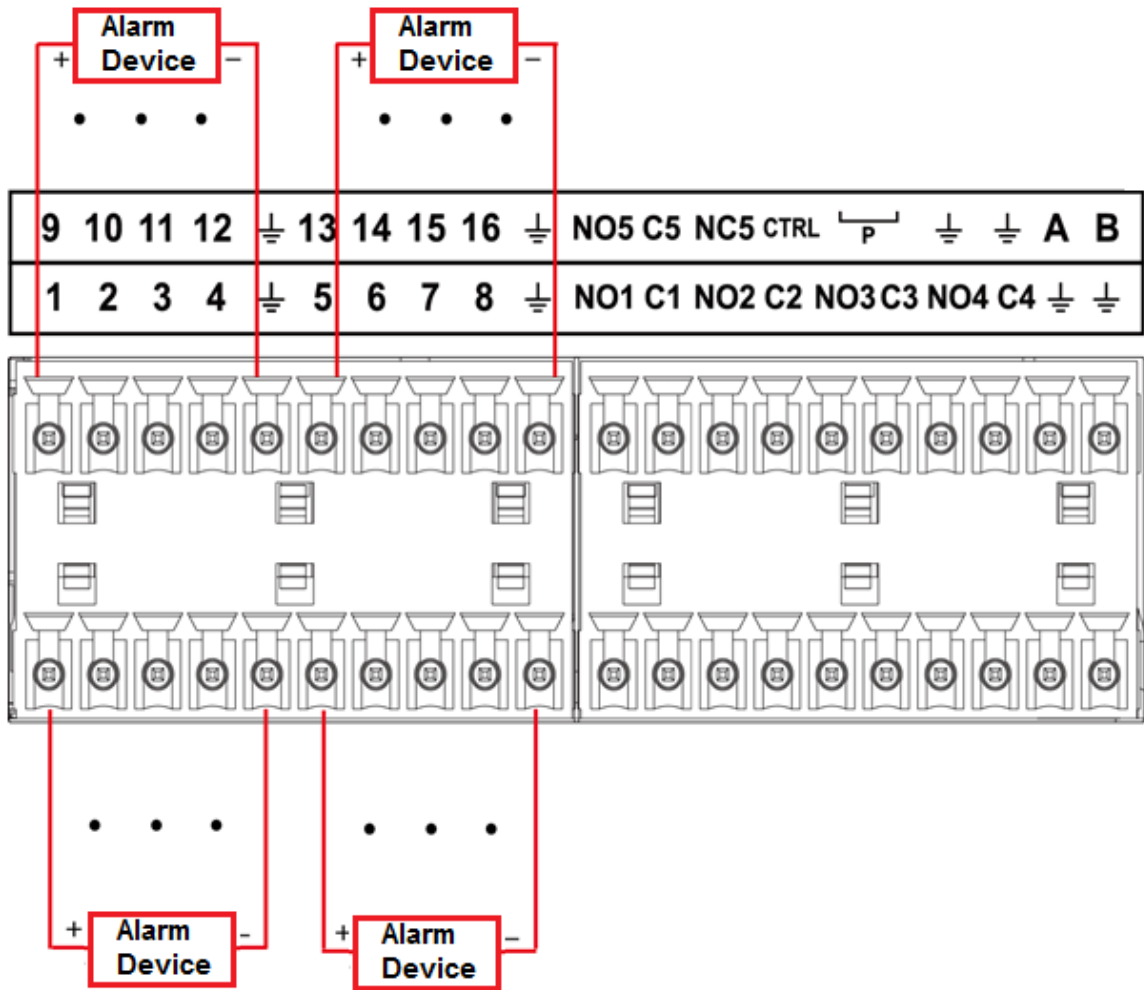 Alarm
Device
+ −
Alarm
Device
+ −
9 10 11 12 ⏚ 13 14 15 16 ⏚ NO5 C5 NC5 CTRL P ⏚ ⏚ A B
1 2 3 4 ⏚ 5 6 7 8 ⏚ NO1 C1 NO2 C2 NO3 C3 NO4 C4 ⏚ ⏚
+ -
Alarm
Device
+ −
Alarm
Device